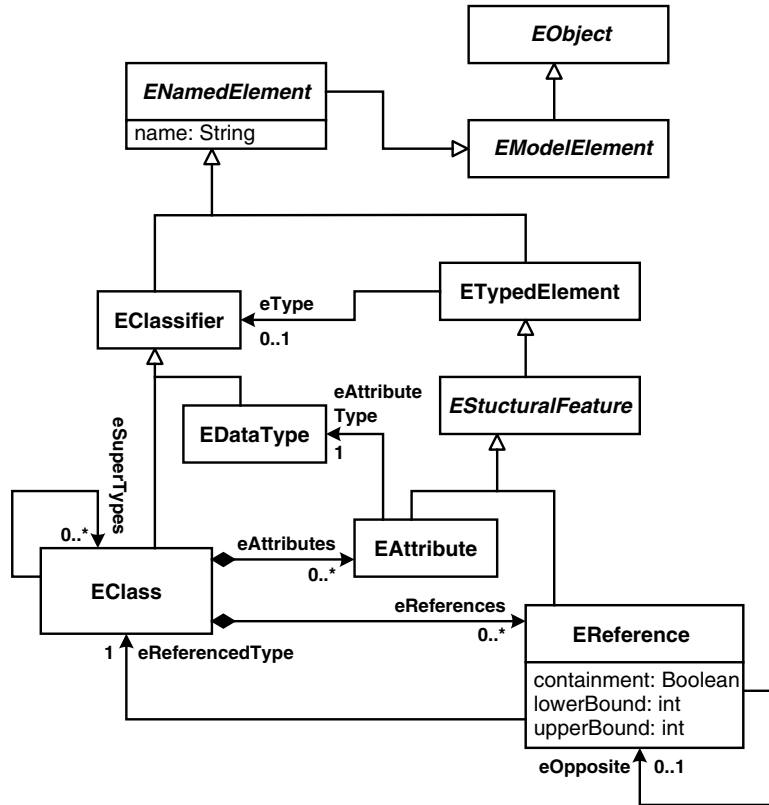 EObject
ENamedElement
name: String
EModelElement
EClassifier
eType
0..1
ETypedElement
eSuperTypes
0..*
EDataType
eAttribute
Type
1
EStucturalFeature
EClass
eAttributes
0..*
EAttribute
eReferences
0..*
EReference
containment: Boolean
lowerBound: int
upperBound: int
1 eReferencedType
eOpposite 0..1